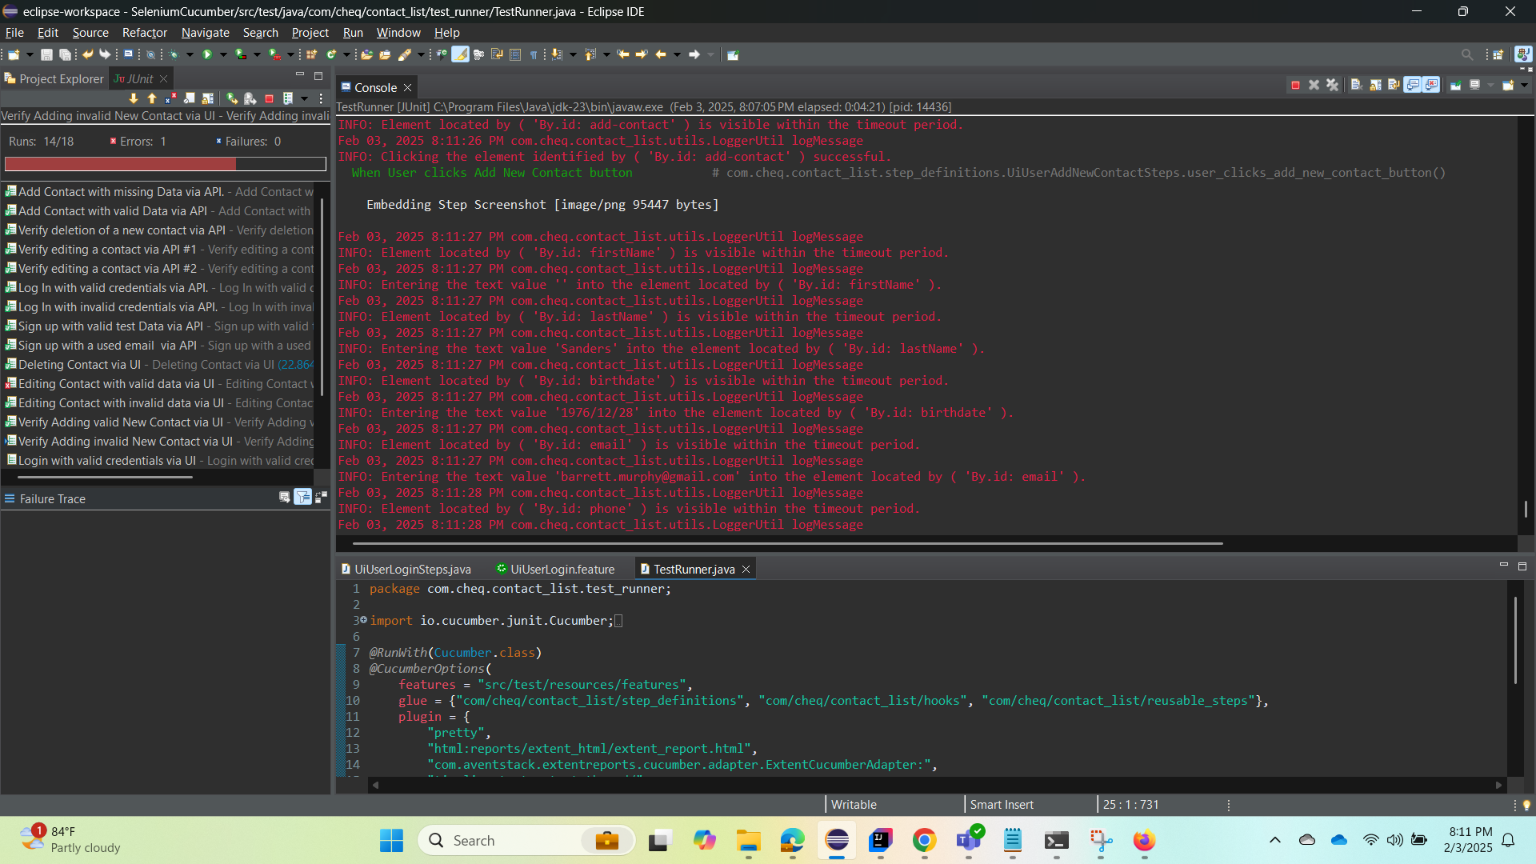 eclipse-workspace - SeleniumCucumber/src/test/java/com/cheq/contact_list/test_runner/TestRunner.java - Eclipse IDE
File Edit Source Refactor Navigate Search Project Run Window Help
Project Explorer JUnit
Verify Adding invalid New Contact via UI - Verify Adding invali
Runs: 14/18 Errors: 1 Failures: 0
Add Contact with missing Data via API. - Add Contact w
Add Contact with valid Data via API - Add Contact with
Verify deletion of a new contact via API - Verify deletion
Verify editing a contact via API #1 - Verify editing a cont
Verify editing a contact via API #2 - Verify editing a cont
Log In with valid credentials via API. - Log In with valid c
Log In with invalid credentials via API. - Log In with inva
Sign up with valid test Data via API - Sign up with valid
Sign up with a used email via API - Sign up with a used
Deleting Contact via UI - Deleting Contact via UI (22.864
Editing Contact with valid data via UI - Editing Contact
Editing Contact with invalid data via UI - Editing Contac
Verify Adding valid New Contact via UI - Verify Adding
Verify Adding invalid New Contact via UI - Verify Adding
Login with valid credentials via UI - Login with valid cred
Failure Trace
Console
TestRunner [JUnit] C:\Program Files\Java\jdk-23\bin\javaw.exe (Feb 3, 2025, 8:07:05 PM elapsed: 0:04:21) [pid: 14436]
INFO: Element located by ( 'By.id: add-contact' ) is visible within the timeout period.
Feb 03, 2025 8:11:26 PM com.cheq.contact_list.utils.LoggerUtil logMessage
INFO: Clicking the element identified by ( 'By.id: add-contact' ) successful.
When User clicks Add New Contact button # com.cheq.contact_list.step_definitions.UiUserAddNewContactSteps.user_clicks_add_new_contact_button()
Embedding Step Screenshot [image/png 95447 bytes]
Feb 03, 2025 8:11:27 PM com.cheq.contact_list.utils.LoggerUtil logMessage
INFO: Element located by ( 'By.id: firstName' ) is visible within the timeout period.
Feb 03, 2025 8:11:27 PM com.cheq.contact_list.utils.LoggerUtil logMessage
INFO: Entering the text value '' into the element located by ( 'By.id: firstName' ).
Feb 03, 2025 8:11:27 PM com.cheq.contact_list.utils.LoggerUtil logMessage
INFO: Element located by ( 'By.id: lastName' ) is visible within the timeout period.
Feb 03, 2025 8:11:27 PM com.cheq.contact_list.utils.LoggerUtil logMessage
INFO: Entering the text value 'Sanders' into the element located by ( 'By.id: lastName' ).
Feb 03, 2025 8:11:27 PM com.cheq.contact_list.utils.LoggerUtil logMessage
INFO: Element located by ( 'By.id: birthdate' ) is visible within the timeout period.
Feb 03, 2025 8:11:27 PM com.cheq.contact_list.utils.LoggerUtil logMessage
INFO: Entering the text value '1976/12/28' into the element located by ( 'By.id: birthdate' ).
Feb 03, 2025 8:11:27 PM com.cheq.contact_list.utils.LoggerUtil logMessage
INFO: Element located by ( 'By.id: email' ) is visible within the timeout period.
Feb 03, 2025 8:11:27 PM com.cheq.contact_list.utils.LoggerUtil logMessage
INFO: Entering the text value 'barrett.murphy@gmail.com' into the element located by ( 'By.id: email' ).
Feb 03, 2025 8:11:28 PM com.cheq.contact_list.utils.LoggerUtil logMessage
INFO: Element located by ( 'By.id: phone' ) is visible within the timeout period.
Feb 03, 2025 8:11:28 PM com.cheq.contact_list.utils.LoggerUtil logMessage
UiUserLoginSteps.java UiUserLogin.feature TestRunner.java
1 package com.cheq.contact_list.test_runner;
2
3 import io.cucumber.junit.Cucumber;
6
7 @RunWith(Cucumber.class)
8 @CucumberOptions(
9 features = "src/test/resources/features",
10 glue = {"com/cheq/contact_list/step_definitions", "com/cheq/contact_list/hooks", "com/cheq/contact_list/reusable_steps"},
11 plugin = {
12 "pretty",
13 "html:reports/extent_html/extent_report.html",
14 "com.aventstack.extentreports.cucumber.adapter.ExtentCucumberAdapter:",
Writable Smart Insert 25 : 1 : 731
1 84°F
Partly cloudy
Search
8:11 PM
2/3/2025